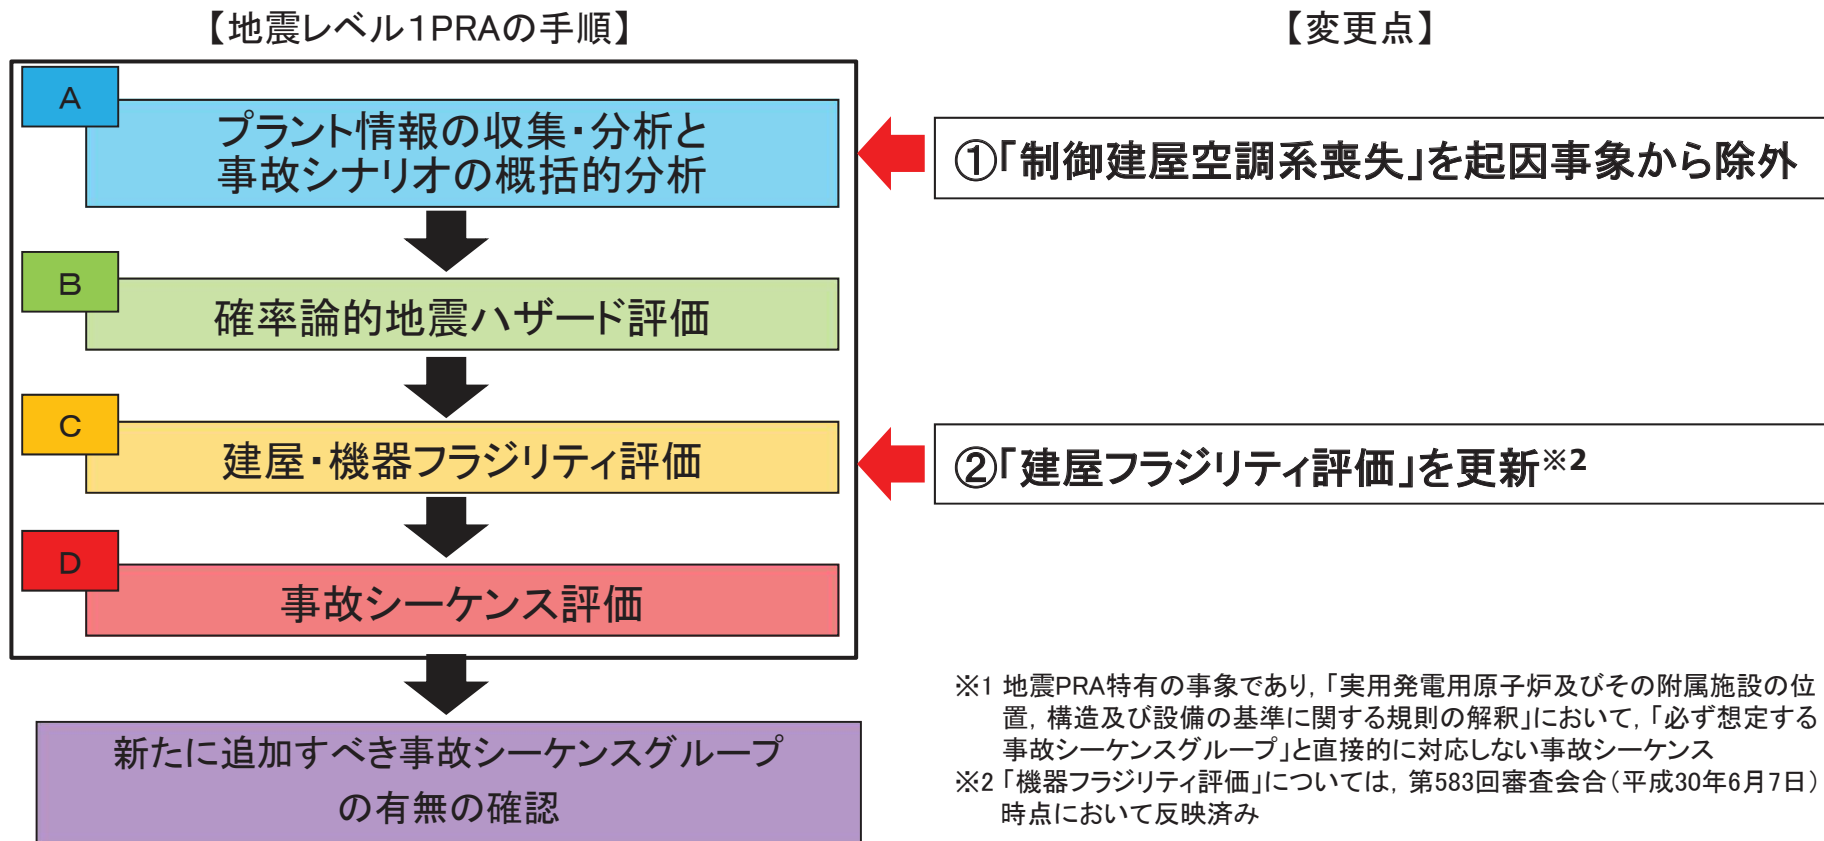 【地震レベル1PRAの手順】
【変更点】
A
プラント情報の収集・分析と
事故シナリオの概括的分析
①「制御建屋空調系喪失」を起因事象から除外
B
確率論的地震ハザード評価
C
建屋・機器フラジリティ評価
②「建屋フラジリティ評価」を更新※2
D
事故シーケンス評価
新たに追加すべき事故シーケンスグループ
の有無の確認
※1 地震PRA特有の事象であり，「実用発電用原子炉及びその附属施設の位
置，構造及び設備の基準に関する規則の解釈」において，「必ず想定する
事故シーケンスグループ」と直接的に対応しない事故シーケンス
※2 「機器フラジリティ評価」については，第583回審査会合（平成30年6月7日）
時点において反映済み